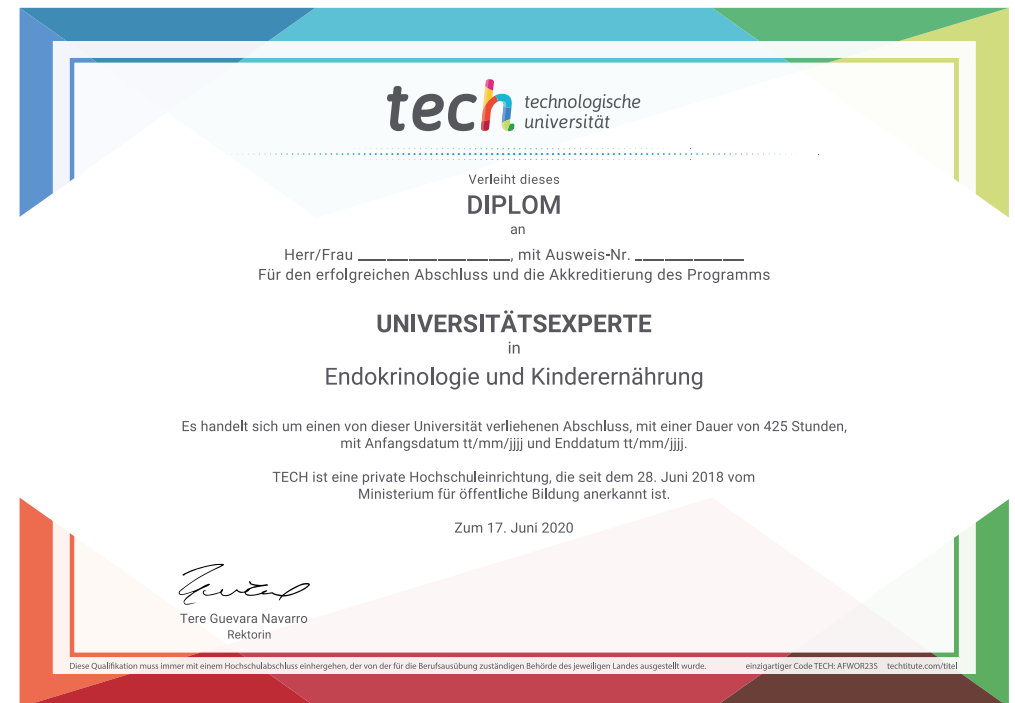 tech technologische
universität
Verleiht dieses
DIPLOM
an
Herr/Frau ____________________, mit Ausweis-Nr. _______________
Für den erfolgreichen Abschluss und die Akkreditierung des Programms
UNIVERSITÄTSEXPERTE
in
Endokrinologie und Kinderernährung
Es handelt sich um einen von dieser Universität verliehenen Abschluss, mit einer Dauer von 425 Stunden,
mit Anfangsdatum tt/mm/jjjj und Enddatum tt/mm/jjjj.
TECH ist eine private Hochschuleinrichtung, die seit dem 28. Juni 2018 vom
Ministerium für öffentliche Bildung anerkannt ist.
Zum 17. Juni 2020
Tere Guevara Navarro
Rektorin
Diese Qualifikation muss immer mit einem Hochschulabschluss einhergehen, der von der für die Berufsausübung zuständigen Behörde des jeweiligen Landes ausgestellt wurde. einzigartiger Code TECH: AFWOR23S techtitute.com/titel